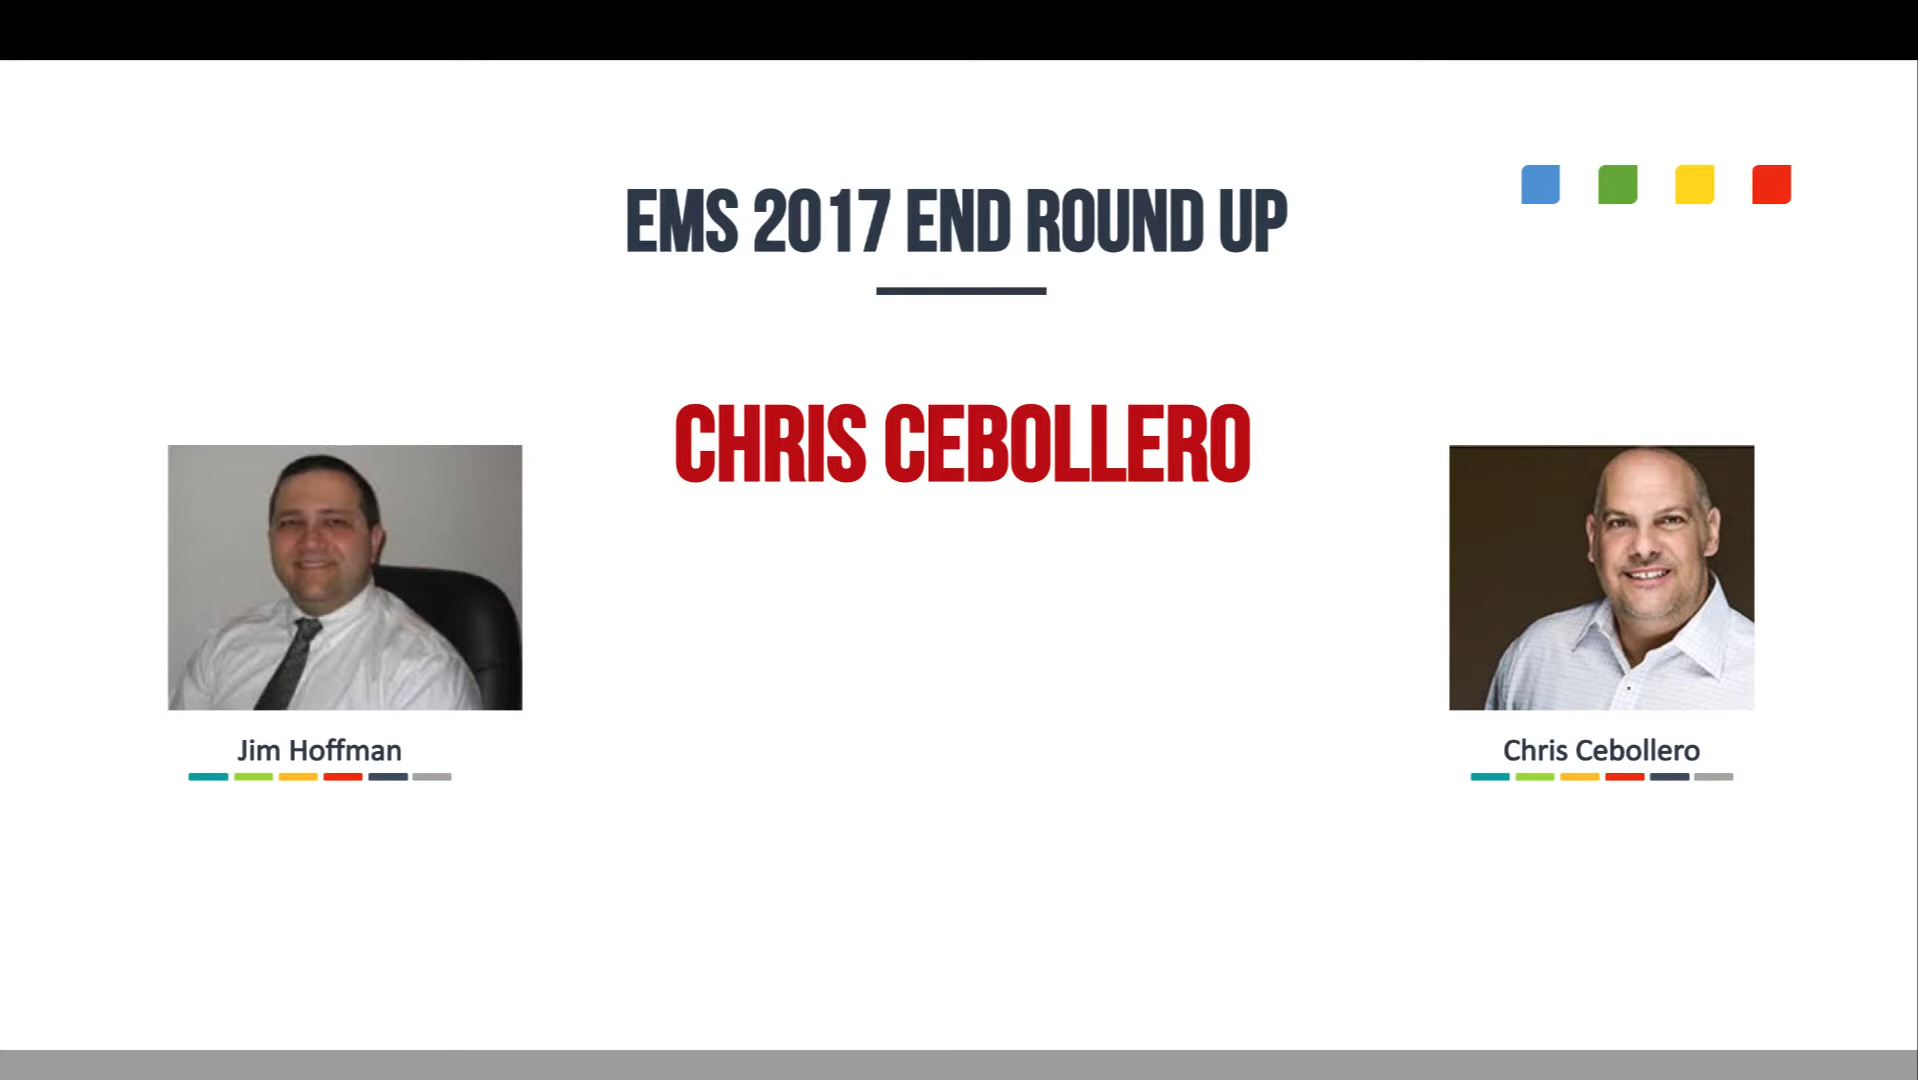 EMS 2017 END ROUND UP
CHRIS CEBOLLERO
Jim Hoffman
Chris Cebollero